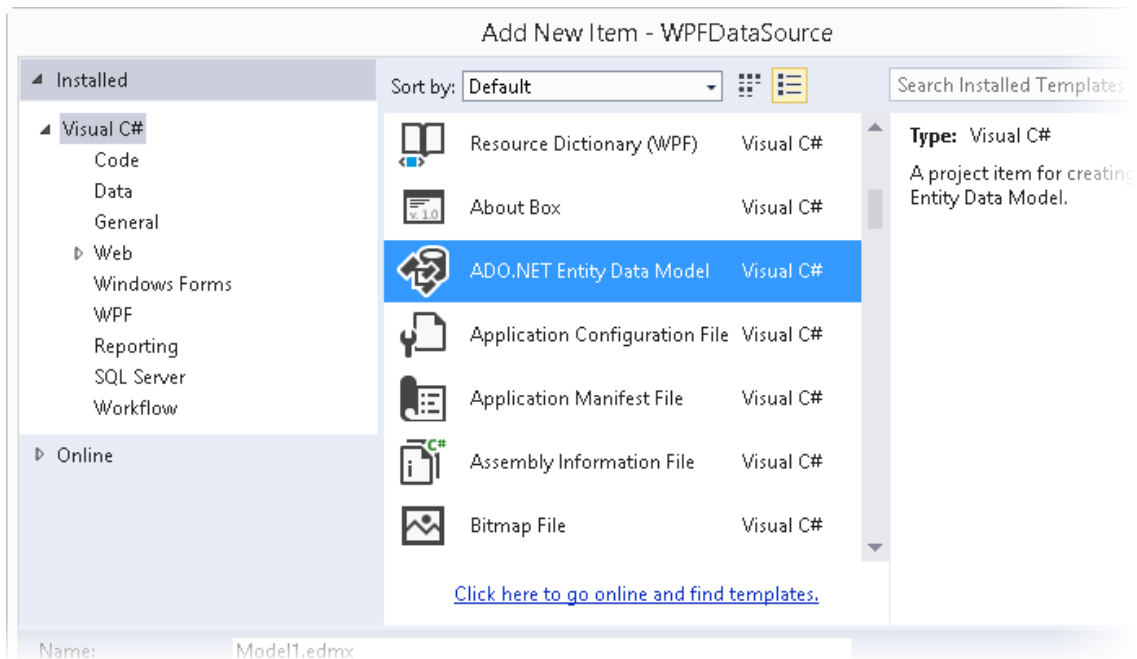 Add New Item - WPFDataSource
Installed
Visual C#
Code
Data
General
Web
Windows Forms
WPF
Reporting
SQL Server
Workflow
Online
Sort by: Default
Resource Dictionary (WPF) Visual C#
v. 1.0
About Box Visual C#
ADO.NET Entity Data Model Visual C#
Application Configuration File Visual C#
Application Manifest File Visual C#
C#
i
Assembly Information File Visual C#
Bitmap File Visual C#
Click here to go online and find templates.
Search Installed Templates
Type: Visual C#
A project item for creating
Entity Data Model.
Name: Model1.edmx